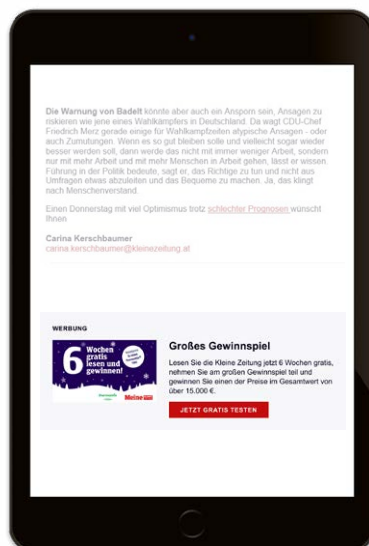 Die Warnung von Badelt könnte aber auch ein Ansporn sein, Ansagen zu
riskieren wie jene eines Wahlkämpfers in Deutschland. Da wagt CDU-Chef
Friedrich Merz gerade einige für Wahlkampfzeiten atypische Ansagen - oder
auch Zumutungen. Wenn es so gut bleiben solle und vielleicht sogar wieder
besser werden soll, dann werde das nicht mit immer weniger Arbeit, sondern
nur mit mehr Arbeit und mit mehr Menschen in Arbeit gehen, lässt er wissen.
Führung in der Politik bedeute, sagt er, das Richtige zu tun und nicht aus
Umfragen etwas abzuleiten und das Bequeme zu machen. Ja, das klingt
nach Menschenverstand.
Einen Donnerstag mit viel Optimismus trotz schlechter Prognosen wünscht
Ihnen
Carina Kerschbaumer
carina.kerschbaumer@kleinezeitung.at
WERBUNG
6 Wochen
gratis
lesen und
gewinnen!
Meine
Großes Gewinnspiel
Lesen Sie die Kleine Zeitung jetzt 6 Wochen gratis,
nehmen Sie am großen Gewinnspiel teil und
gewinnen Sie einen der Preise im Gesamtwert von
über 15.000 €.
JETZT GRATIS TESTEN